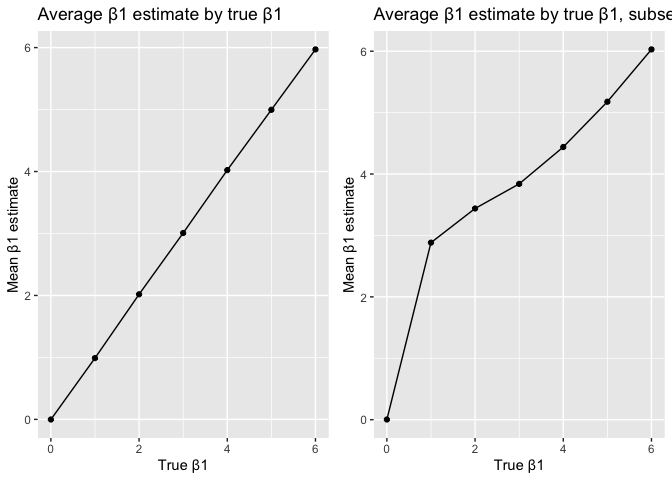 Average β1 estimate by true β1
Mean β1 estimate
6
4
2
0
0 2 4 6
True β1
Average β1 estimate by true β1,
Mean β1 estimate
6
4
2
0
0 2 4 6
True β1